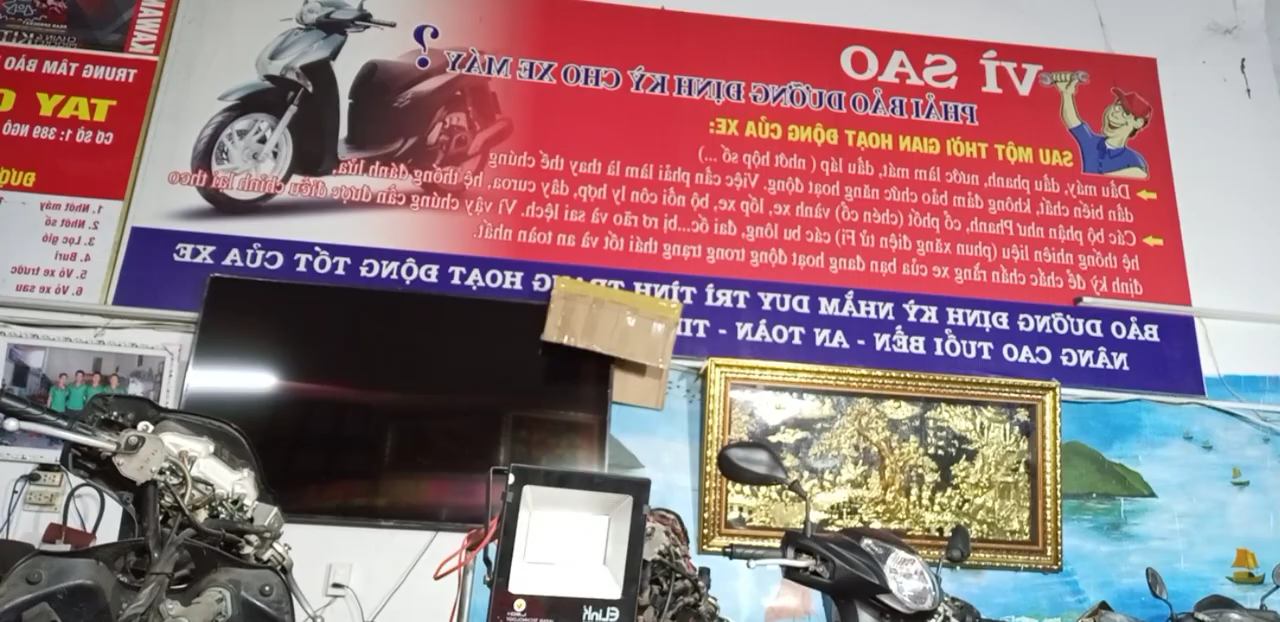 VÌ SAO
PHẢI BẢO DƯỠNG ĐỊNH KỲ CHO XE MÁY ?
SAU MỘT THỜI GIAN HOẠT ĐỘNG CỦA XE:
Dầu máy, dầu phanh, nước làm mát, dầu láp ( nhớt hộp số ...)
dần biến chất, không đảm bảo chức năng hoạt động. Việc cần phải làm là thay thế chúng
Các bộ phận như Phanh, cổ phốt (chén cổ) vành xe, lốp xe, bộ nồi côn ly hợp, dây curoa, hệ thống đánh lửa,
hệ thống nhiên liệu (phun xăng điện tử Fi) các bu lông, đai ốc...bị rơ rão và sai lệch. Vì vậy chúng cần được điều chỉnh lại theo
định kỳ để chắc chắn rằng xe của bạn đang hoạt động trong trạng thái tốt và an toàn nhất.
BẢO DƯỠNG ĐỊNH KỲ NHẰM DUY TRÌ TÌNH TRẠNG HOẠT ĐỘNG TỐT CỦA XE
NÂNG CAO TUỔI BỀN - AN TOÀN -
TRUNG TÂM BẢO
TAY
CƠ SỞ 1: 389 NGÔ
1. Nhớt máy
2. Nhớt số
3. Lọc gió
4. Buri
5. Vỏ xe trước
6. Vỏ xe sau
ELink